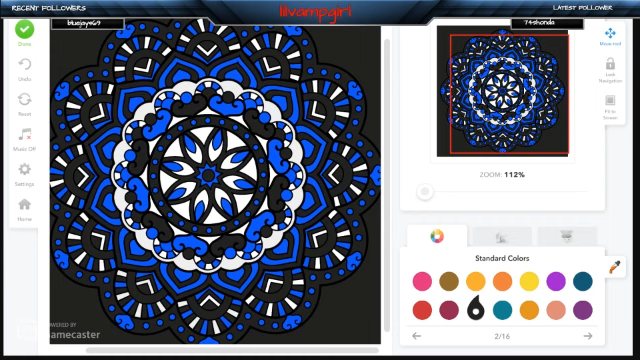 RECENT FOLLOWERS
lilvampgirl
LATEST FOLLOWER
bluejaye69
74shonda
Done
Undo
Reset
Music Off
Settings
Home
Move tool
Lock
Navigation
Fit to
Screen
ZOOM: 112%
Standard Colors
2/16
POWERED BY
gamecaster